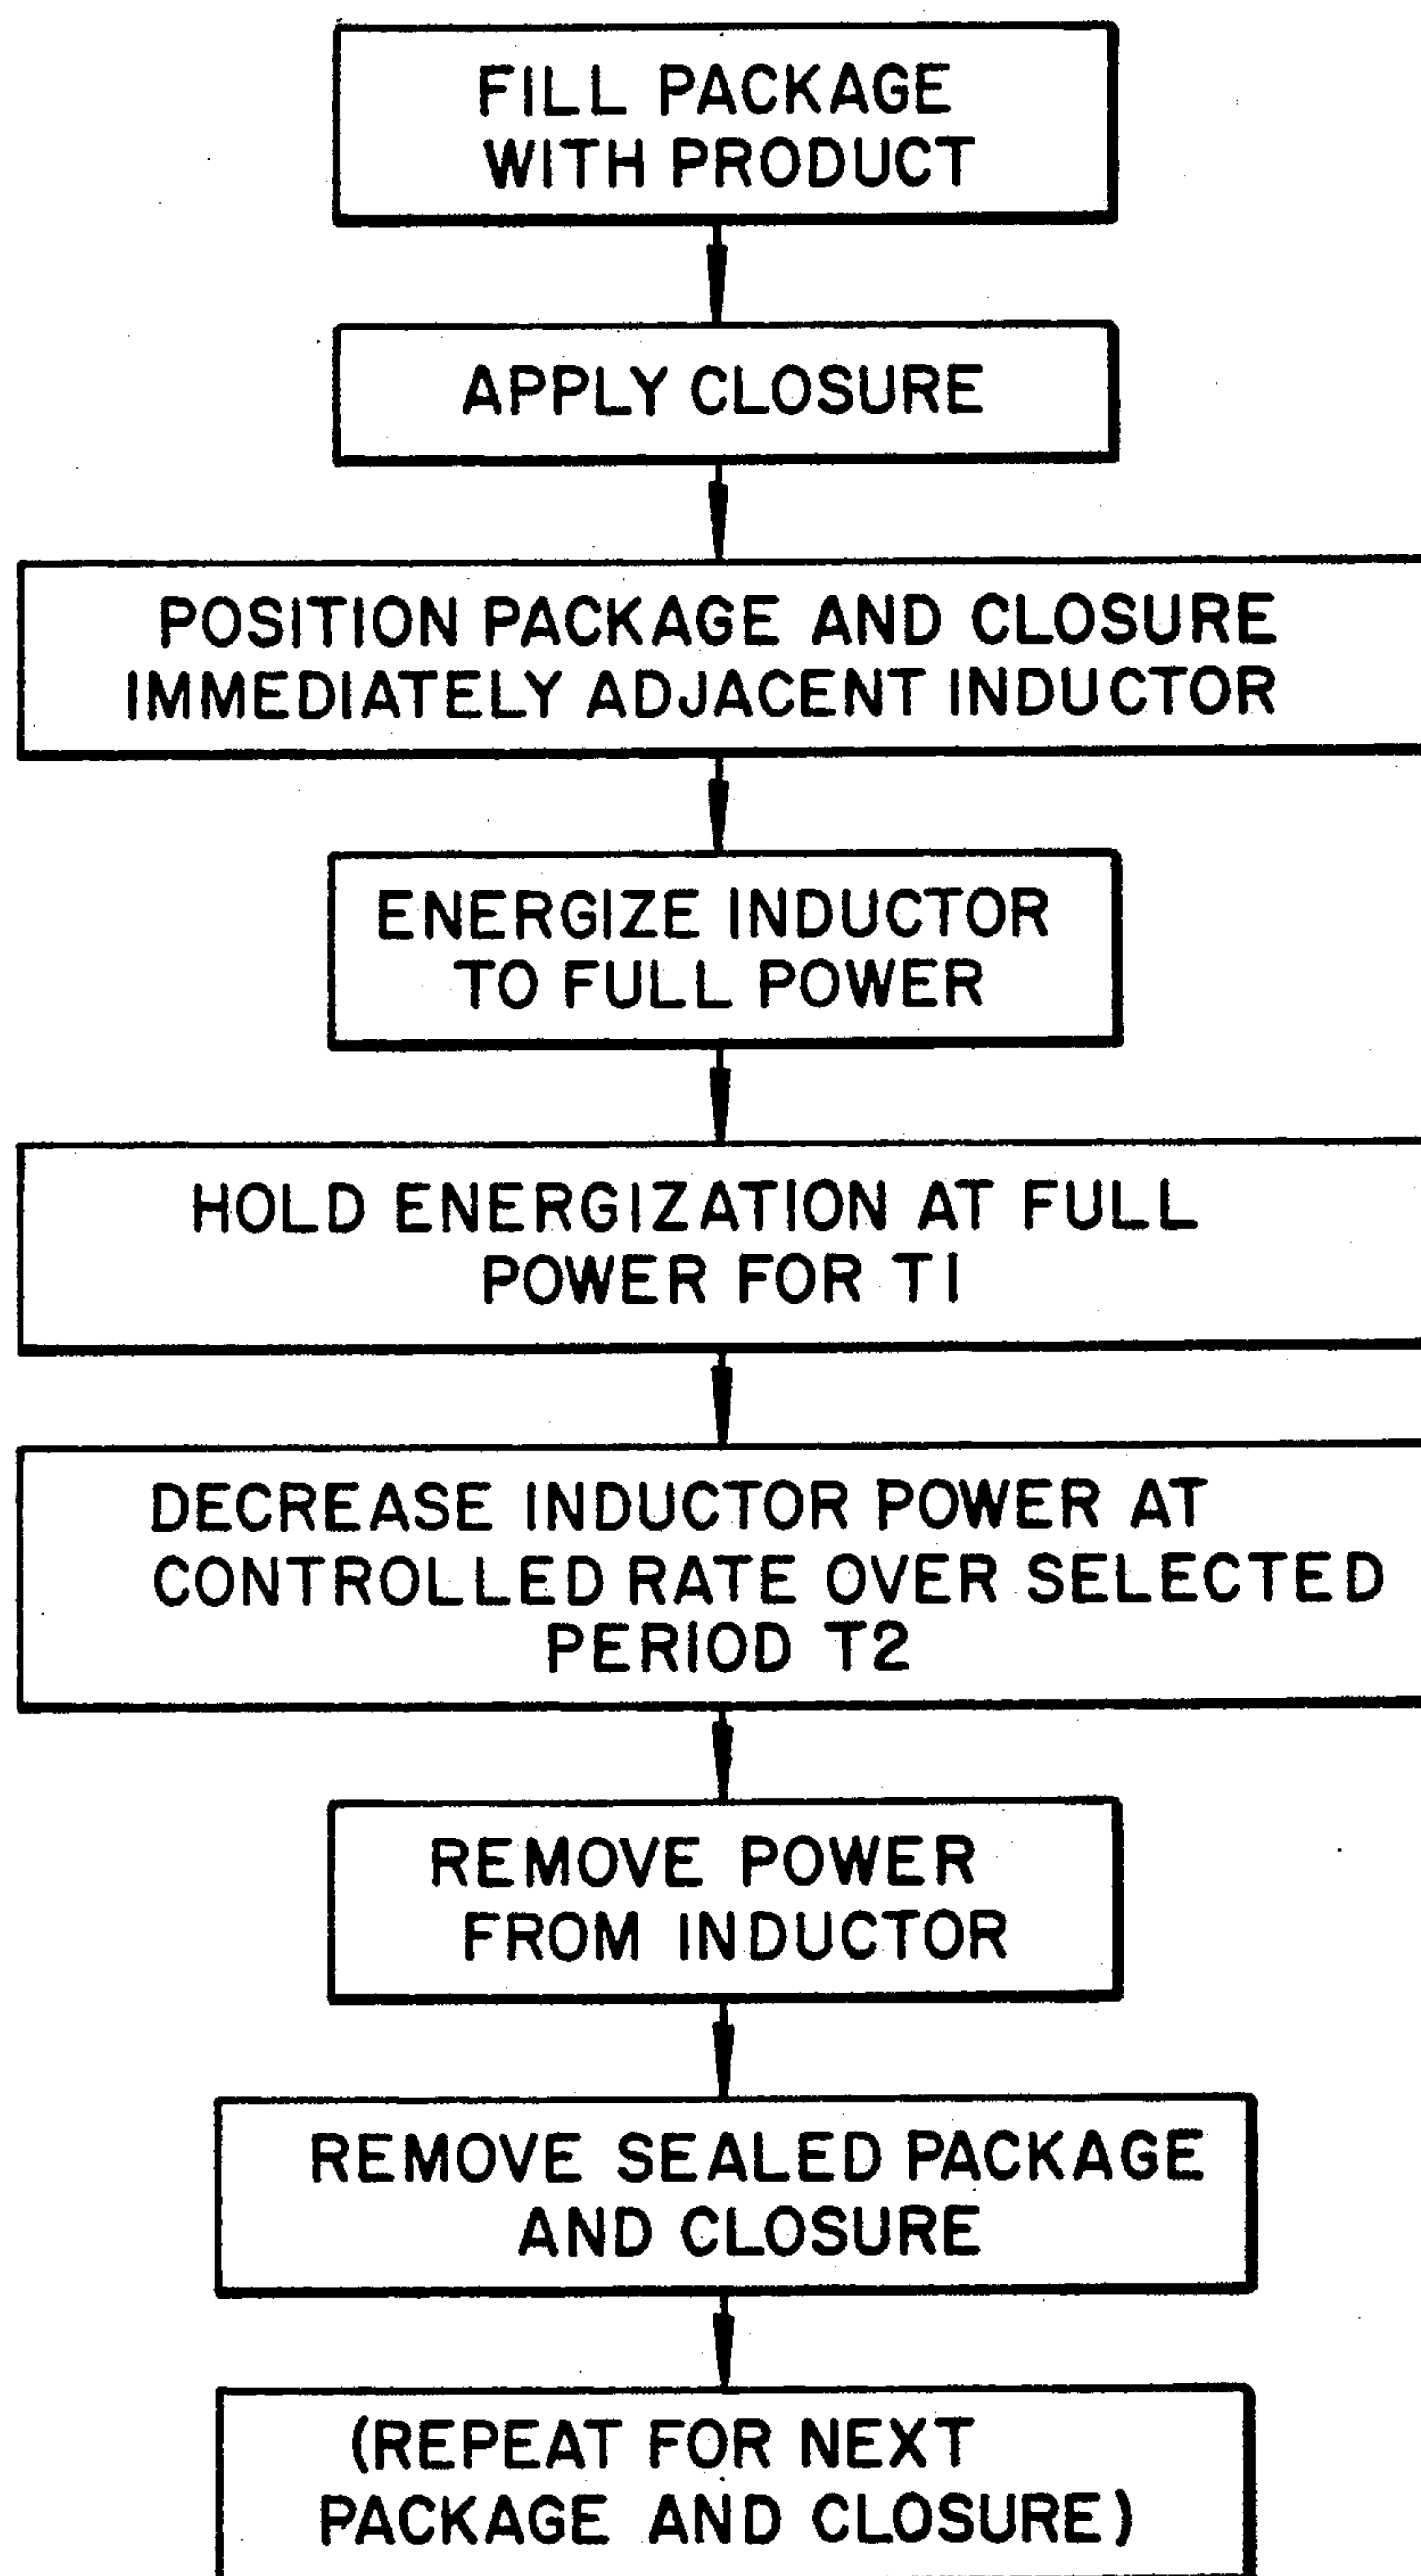 FILL PACKAGE
WITH PRODUCT
APPLY CLOSURE
POSITION PACKAGE AND CLOSURE
IMMEDIATELY ADJACENT INDUCTOR
ENERGIZE INDUCTOR
TO FULL POWER
HOLD ENERGIZATION AT FULL
POWER FOR T1
DECREASE INDUCTOR POWER AT
CONTROLLED RATE OVER SELECTED
PERIOD T2
REMOVE POWER
FROM INDUCTOR
REMOVE SEALED PACKAGE
AND CLOSURE
(REPEAT FOR NEXT
PACKAGE AND CLOSURE)